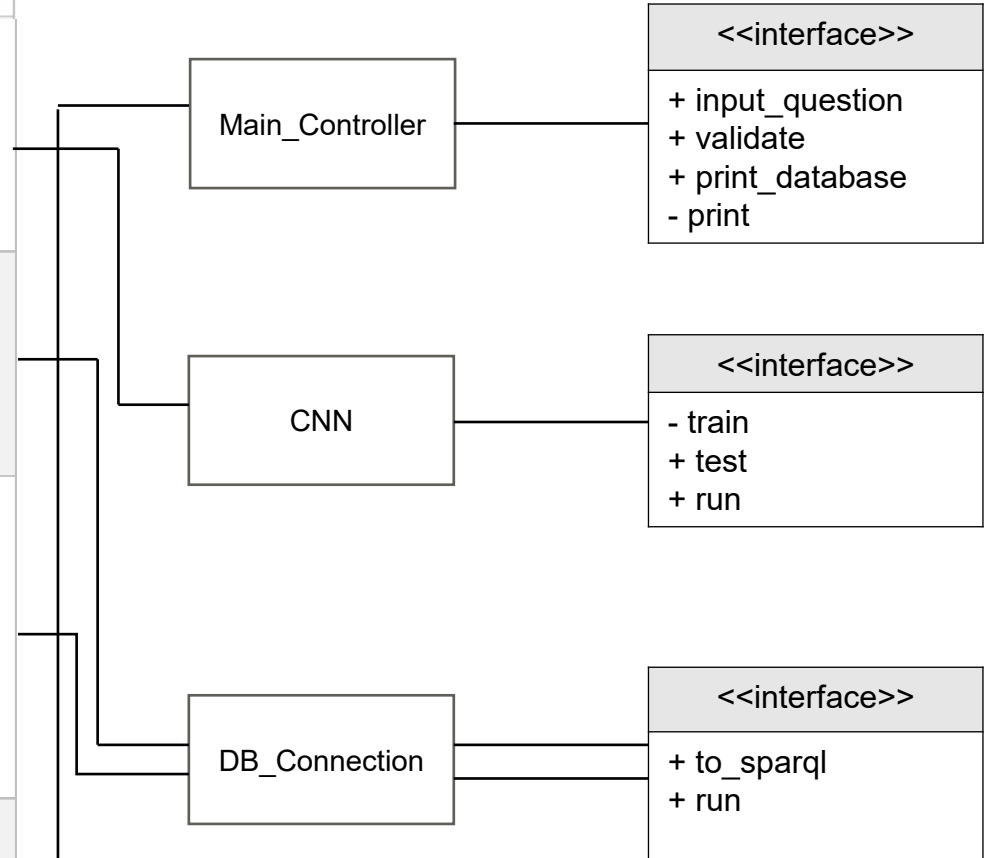 <<interface>>
Main_Controller
+ input_question
+ validate
+ print_database
- print
<<interface>>
CNN
- train
+ test
+ run
<<interface>>
DB_Connection
+ to_sparql
+ run